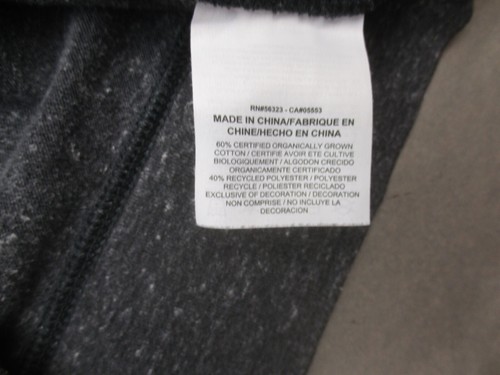 RN#56323 - CA#05553
MADE IN CHINA/FABRIQUE EN
CHINE/HECHO EN CHINA
60% CERTIFIED ORGANICALLY GROWN
COTTON / CERTIFIE AVOIR ETE CULTIVE
BIOLOGIQUEMENT / ALGODON CRECIDO
ORGANICAMENTE CERTIFICADO
40% RECYCLED POLYESTER / POLYESTER
RECYCLE / POLIESTER RECICLADO
EXCLUSIVE OF DECORATION / DECORATION
NON COMPRISE / NO INCLUYE LA
DECORACION